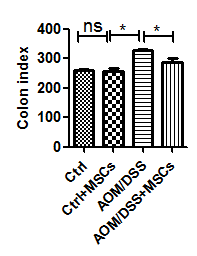 ns
*
*
Colon index
400
300
200
100
0
Ctrl
Ctrl+MSCs
AOM/DSS
AOM/DSS+MSCs